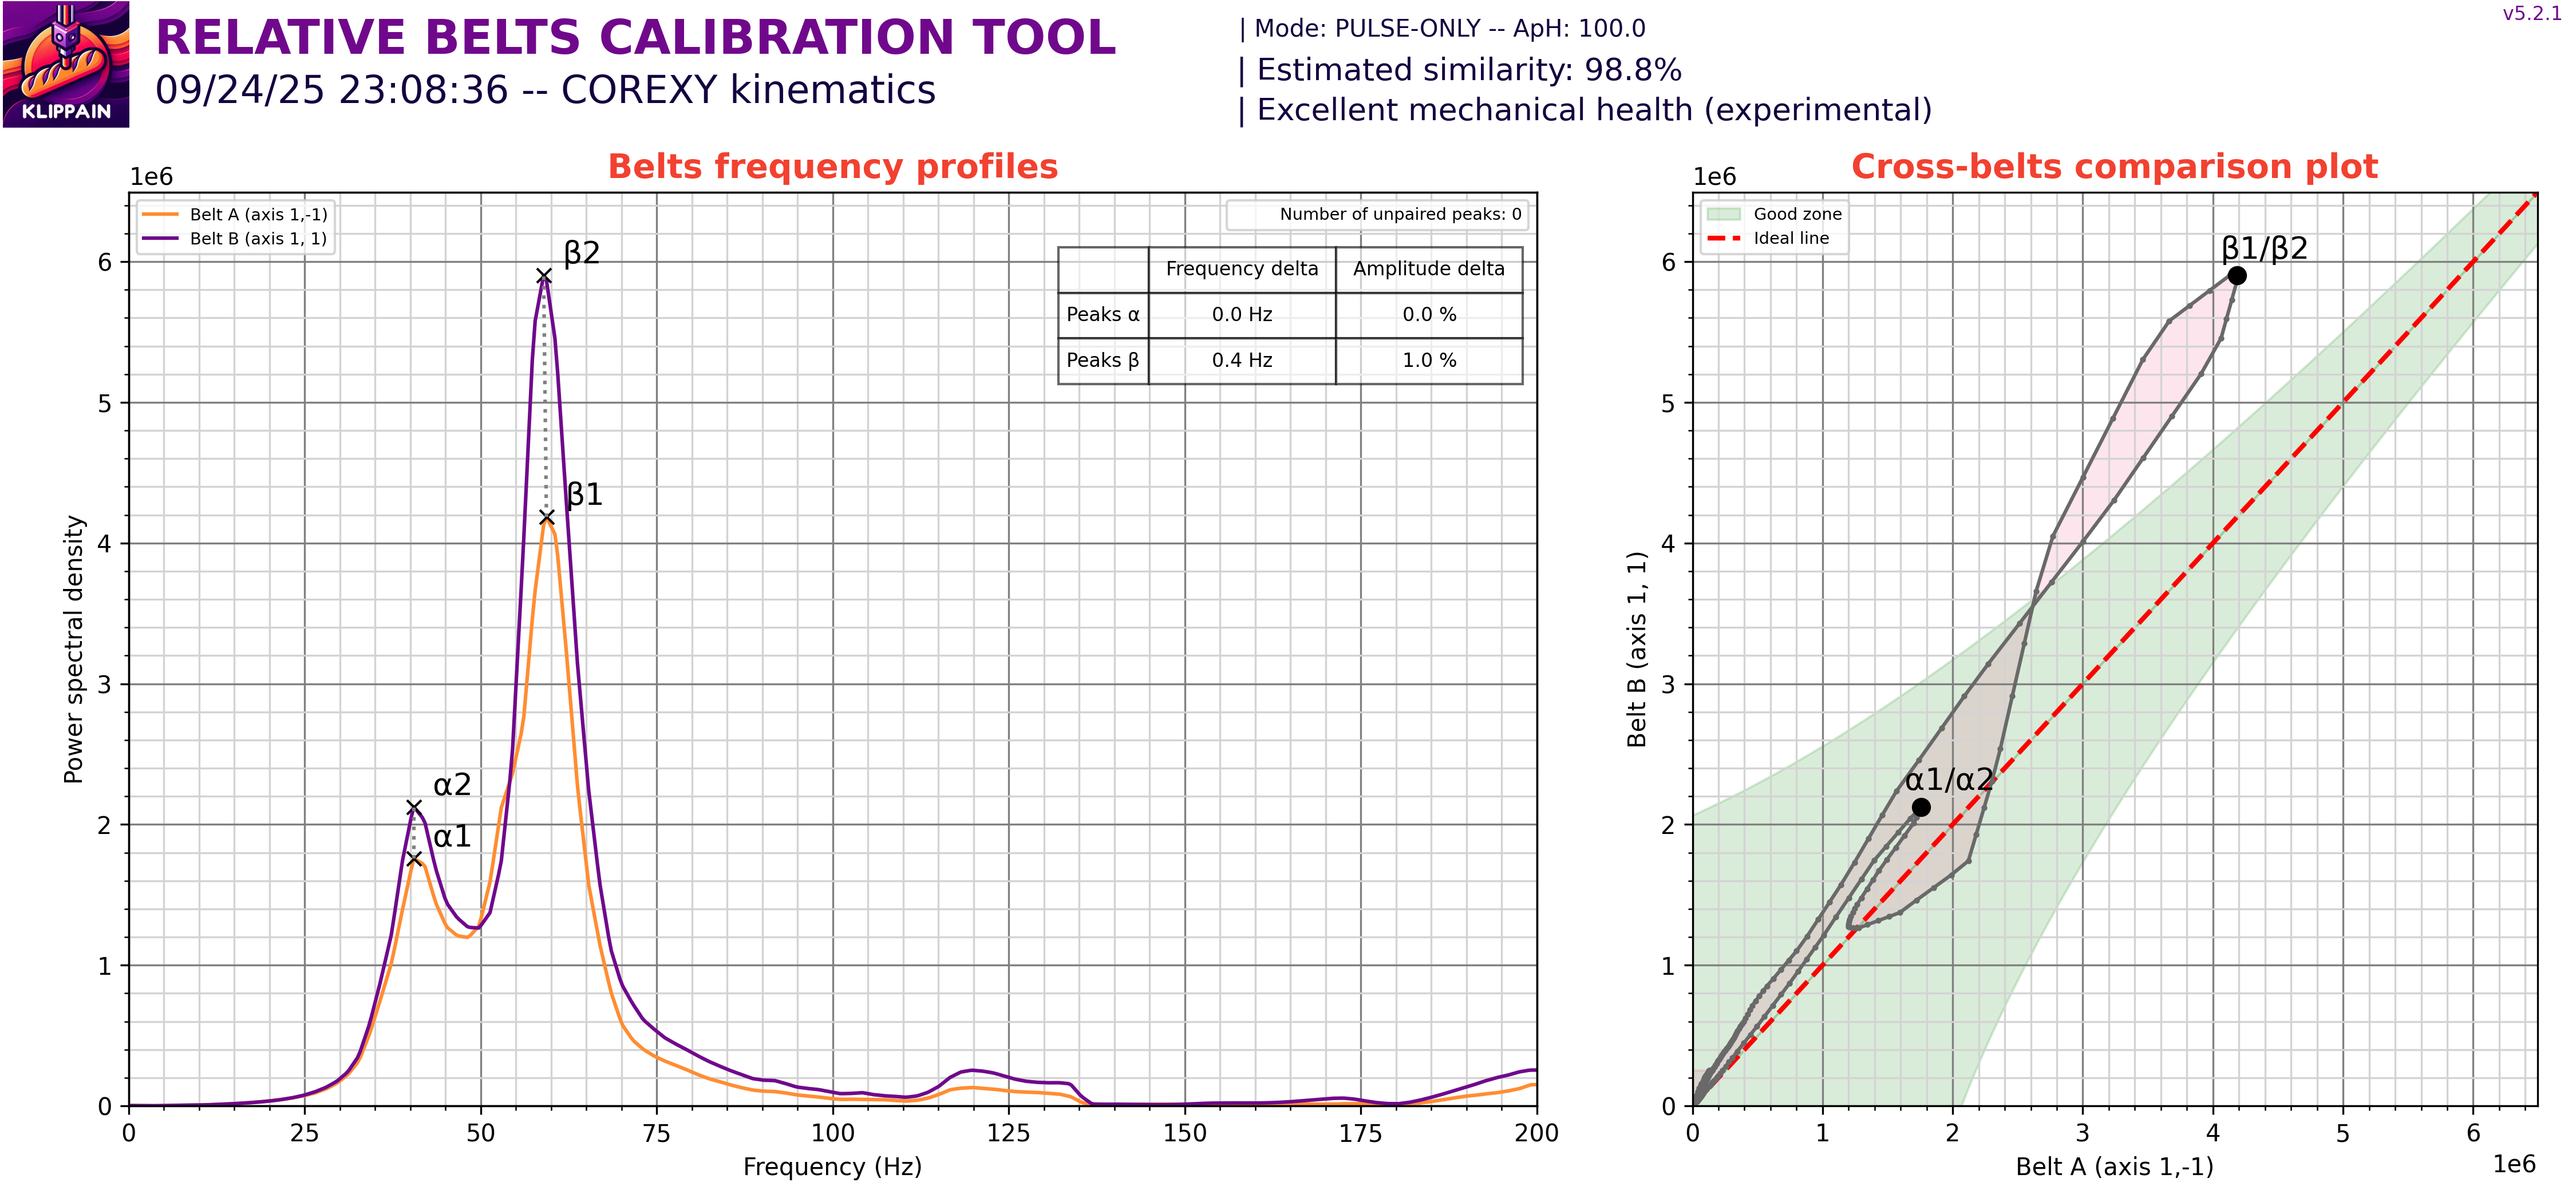 v5.2.1
KLIPPAIN
RELATIVE BELTS CALIBRATION TOOL
09/24/25 23:08:36 -- COREXY kinematics
| Mode: PULSE-ONLY -- ApH: 100.0
| Estimated similarity: 98.8%
| Excellent mechanical health (experimental)
Belts frequency profiles
1e6
Belt A (axis 1,-1)
Belt B (axis 1, 1)
Number of unpaired peaks: 0
Frequency delta Amplitude delta
Peaks α 0.0 Hz 0.0 %
Peaks β 0.4 Hz 1.0 %
β2
β1
α2
α1
Power spectral density
6
5
4
3
2
1
0
0 25 50 75 100 125 150 175 200
Frequency (Hz)
Cross-belts comparison plot
1e6
Good zone
Ideal line
β1/β2
α1/α2
Belt B (axis 1, 1)
6
5
4
3
2
1
0
0 1 2 3 4 5 6
Belt A (axis 1,-1)
1e6